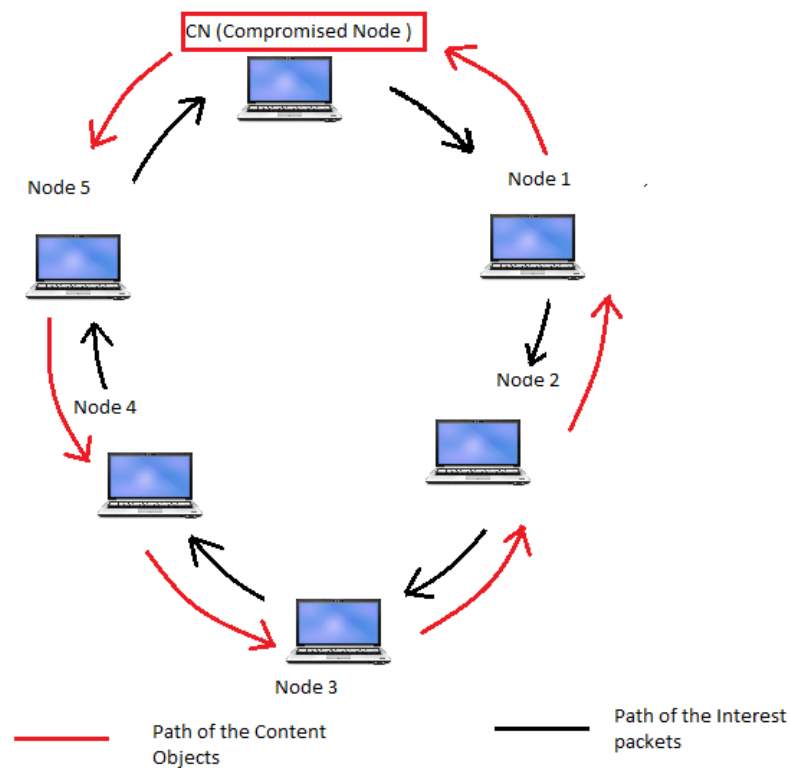 CN (Compromised Node )
Node 1
Node 5
Node 2
Node 4
Node 3
Path of the Content
Objects
Path of the Interest
packets